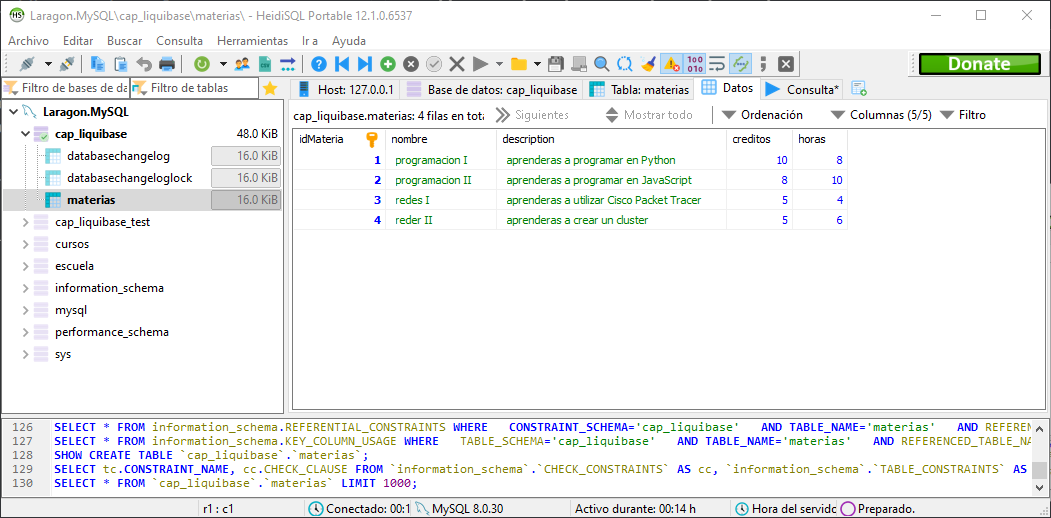 Laragon.MySQL\cap_liquibase\materias\ - HeidiSQL Portable 12.1.0.6537
Archivo Editar Buscar Consulta Herramientas Ir a Ayuda
Donate
Filtro de bases de da Filtro de tablas
Host: 127.0.0.1 Base de datos: cap_liquibase Tabla: materias Datos Consulta*
Laragon.MySQL
cap_liquibase 48.0 KiB
databasechangelog 16.0 KiB
databasechangeloglock 16.0 KiB
materias 16.0 KiB
cap_liquibase_test
cursos
escuela
information_schema
mysql
performance_schema
sys
cap_liquibase.materias: 4 filas en tota Siguientes Mostrar todo Ordenación Columnas (5/5) Filtro
idMateria nombre description creditos horas
1 programacion I aprenderas a programar en Python 10 8
2 programacion II aprenderas a programar en JavaScript 8 10
3 redes I aprenderas a utilizar Cisco Packet Tracer 5 4
4 reder II aprenderas a crear un cluster 5 6
126 SELECT * FROM information_schema.REFERENTIAL_CONSTRAINTS WHERE CONSTRAINT_SCHEMA='cap_liquibase' AND TABLE_NAME='materias' AND REFEREN
127 SELECT * FROM information_schema.KEY_COLUMN_USAGE WHERE TABLE_SCHEMA='cap_liquibase' AND TABLE_NAME='materias' AND REFERENCED_TABLE_NA
128 SHOW CREATE TABLE `cap_liquibase`.`materias`;
129 SELECT tc.CONSTRAINT_NAME, cc.CHECK_CLAUSE FROM `information_schema`.`CHECK_CONSTRAINTS` AS cc, `information_schema`.`TABLE_CONSTRAINTS` AS
130 SELECT * FROM `cap_liquibase`.`materias` LIMIT 1000;
r1 : c1 Conectado: 00:1 MySQL 8.0.30 Activo durante: 00:14 h Hora del servido Preparado.